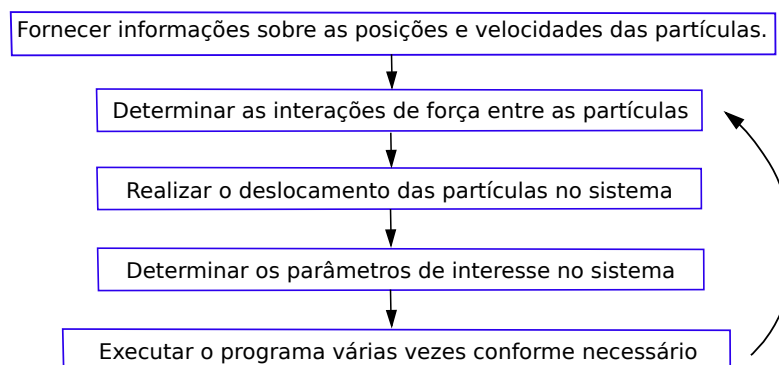 Fornecer informações sobre as posições e velocidades das partículas.
Determinar as interações de força entre as partículas
Realizar o deslocamento das partículas no sistema
Determinar os parâmetros de interesse no sistema
Executar o programa várias vezes conforme necessário